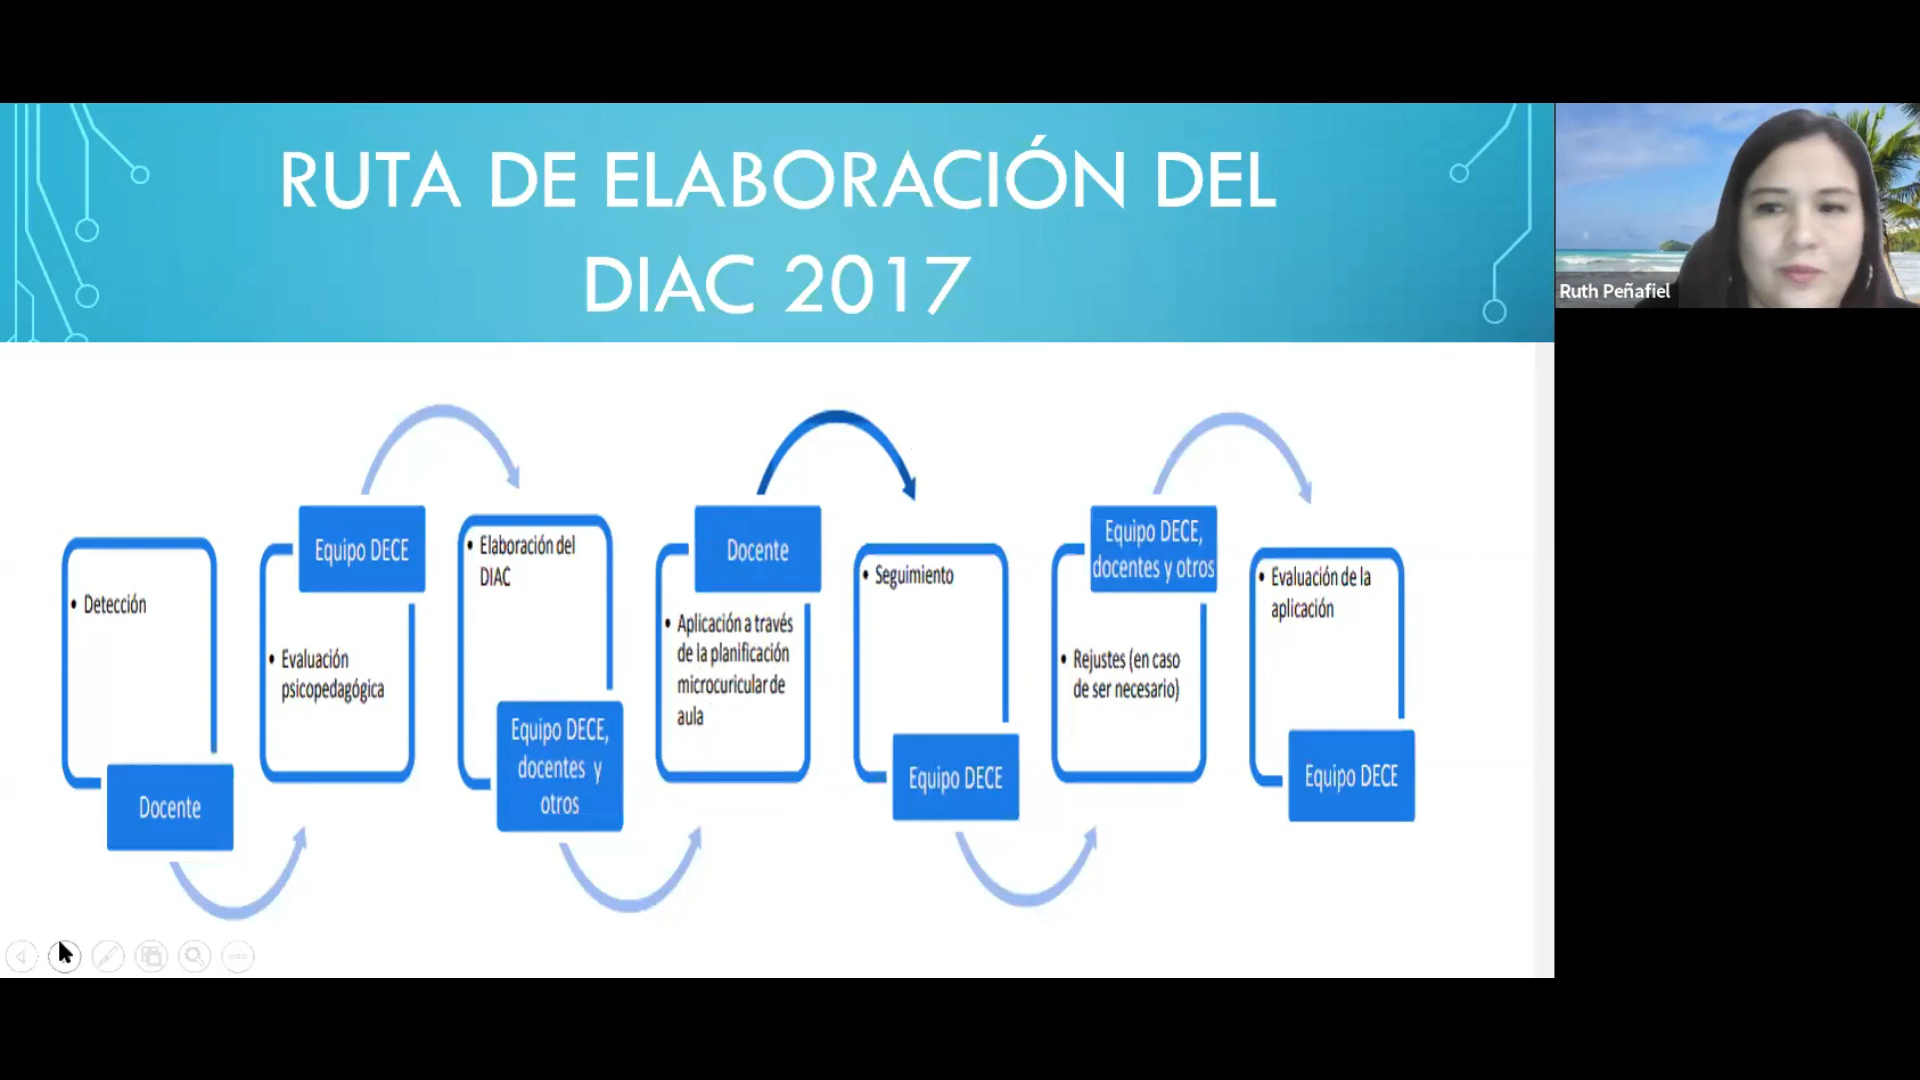 RUTA DE ELABORACIÓN DEL
DIAC 2017
Ruth Peñafiel
• Detección
Docente
Equipo DECE
• Evaluación
psicopedagógica
• Elaboración del
DIAC
Equipo DECE,
docentes y
otros
Docente
• Aplicación a través
de la planificación
microcuricular de
aula
• Seguimiento
Equipo DECE
Equipo DECE,
docentes y otros
• Rejustes (en caso
de ser necesario)
• Evaluación de la
aplicación
Equipo DECE